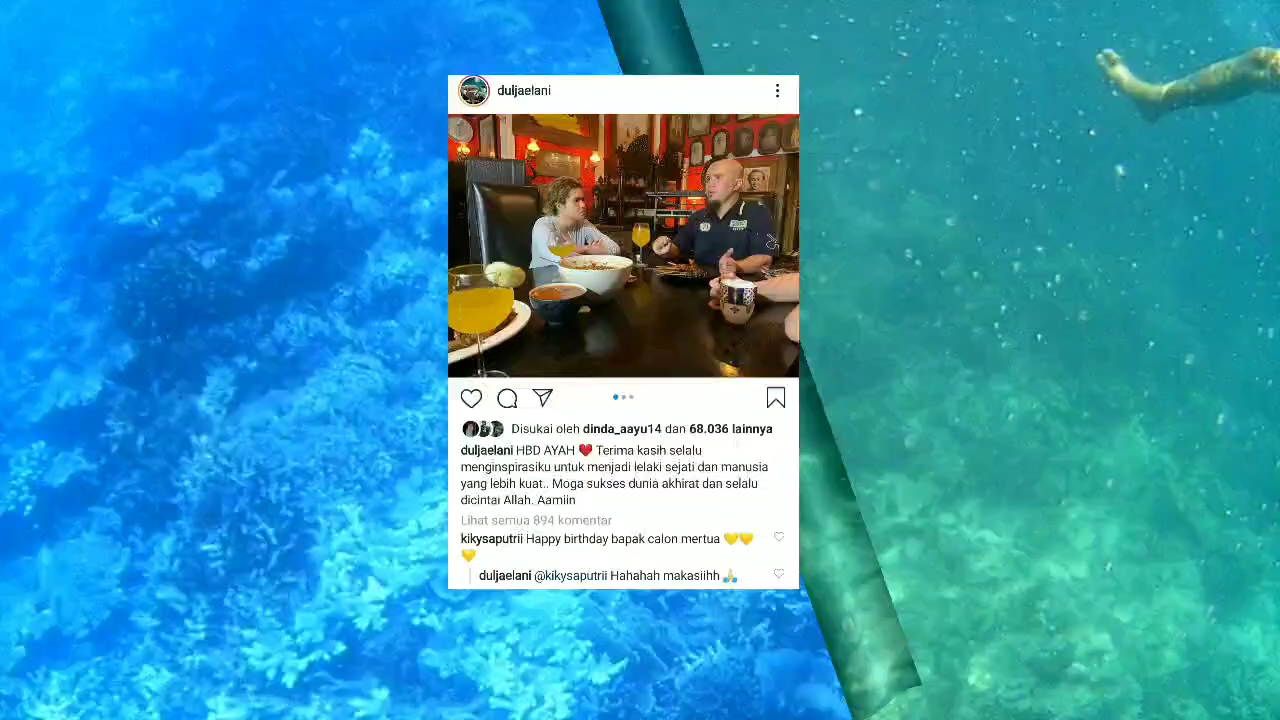 duljaelani
Disukai oleh dinda_aayu14 dan 68.036 lainnya
duljaelani HBD AYAH ❤️ Terima kasih selalu
menginspirasiku untuk menjadi lelaki sejati dan manusia
yang lebih kuat.. Moga sukses dunia akhirat dan selalu
dicintai Allah. Aamiin
Lihat semua 894 komentar
kikysaputrii Happy birthday bapak calon mertua 💛💛
💛
duljaelani @kikysaputrii Hahahah makasiihh 🙏